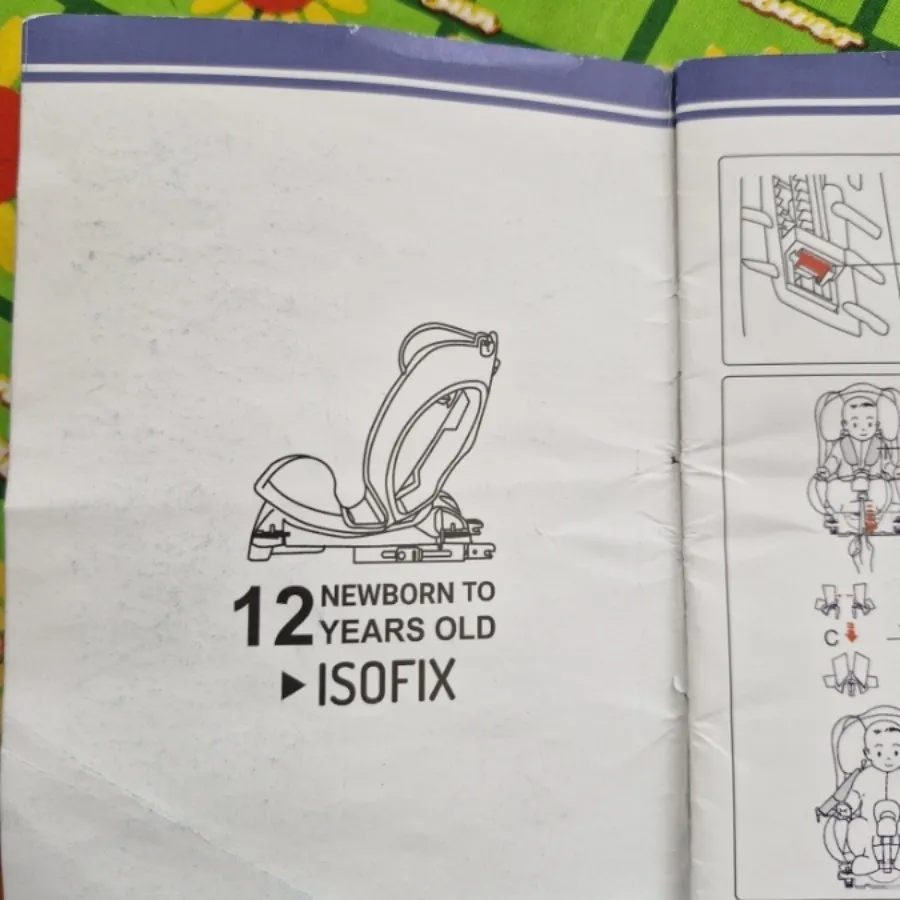 12 NEWBORN TO
YEARS OLD
▶ISOFIX
C